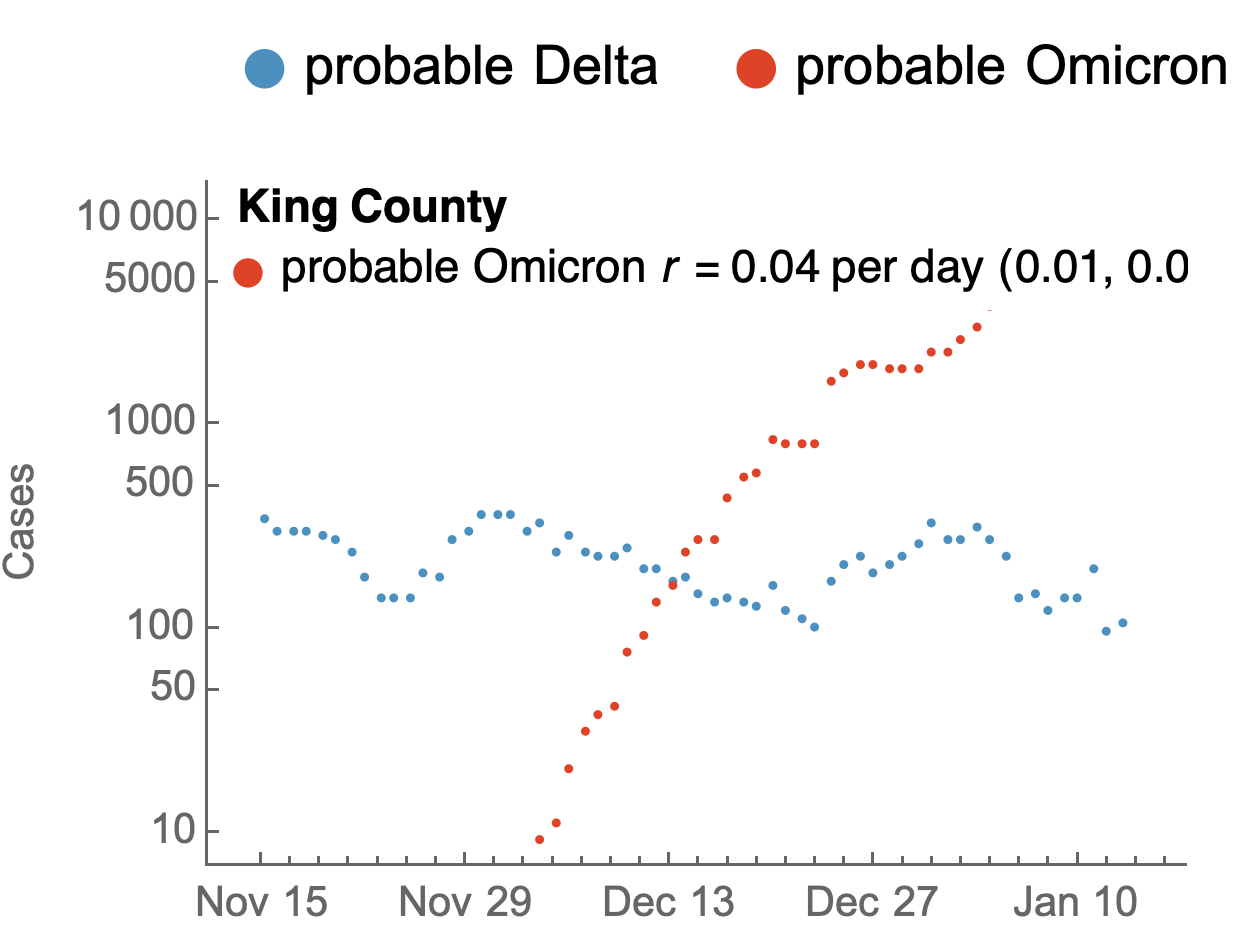 probable Delta probable Omicron
King County
probable Omicron r = 0.04 per day (0.01, 0.0
10 000
5000
1000
500
100
50
10
Cases
Nov 15 Nov 29 Dec 13 Dec 27 Jan 10